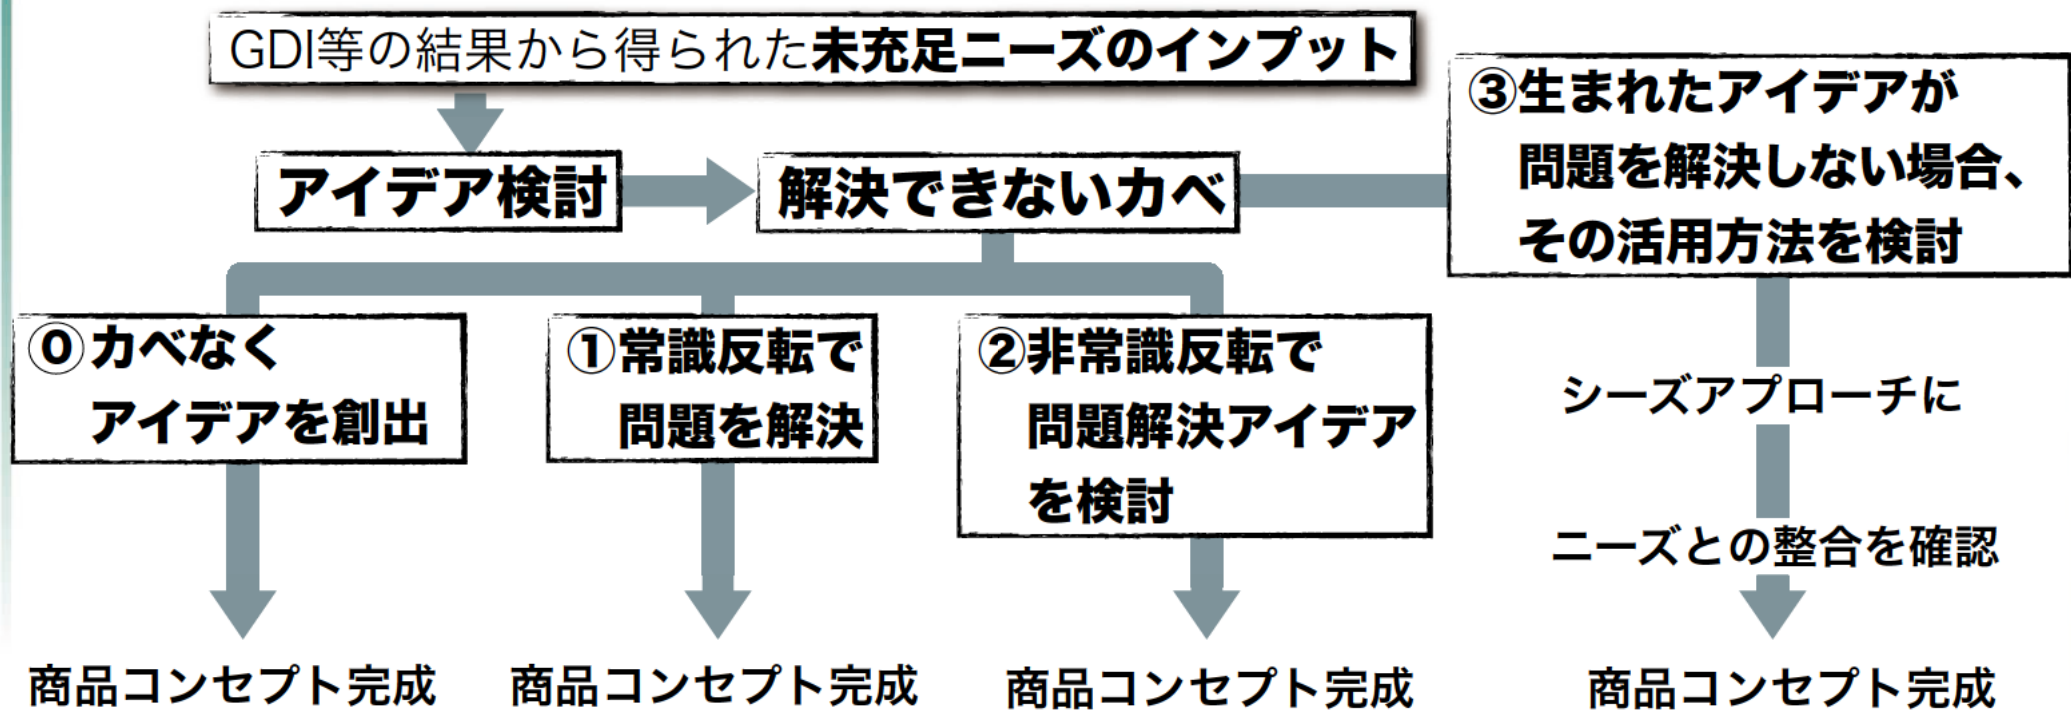 GDI等の結果から得られた未充足ニーズのインプット
アイデア検討
解決できないカベ
⓪カベなく
アイデアを創出
①常識反転で
問題を解決
②非常識反転で
問題解決アイデア
を検討
③生まれたアイデアが
問題を解決しない場合、
その活用方法を検討
シーズアプローチに
ニーズとの整合を確認
商品コンセプト完成
商品コンセプト完成
商品コンセプト完成
商品コンセプト完成